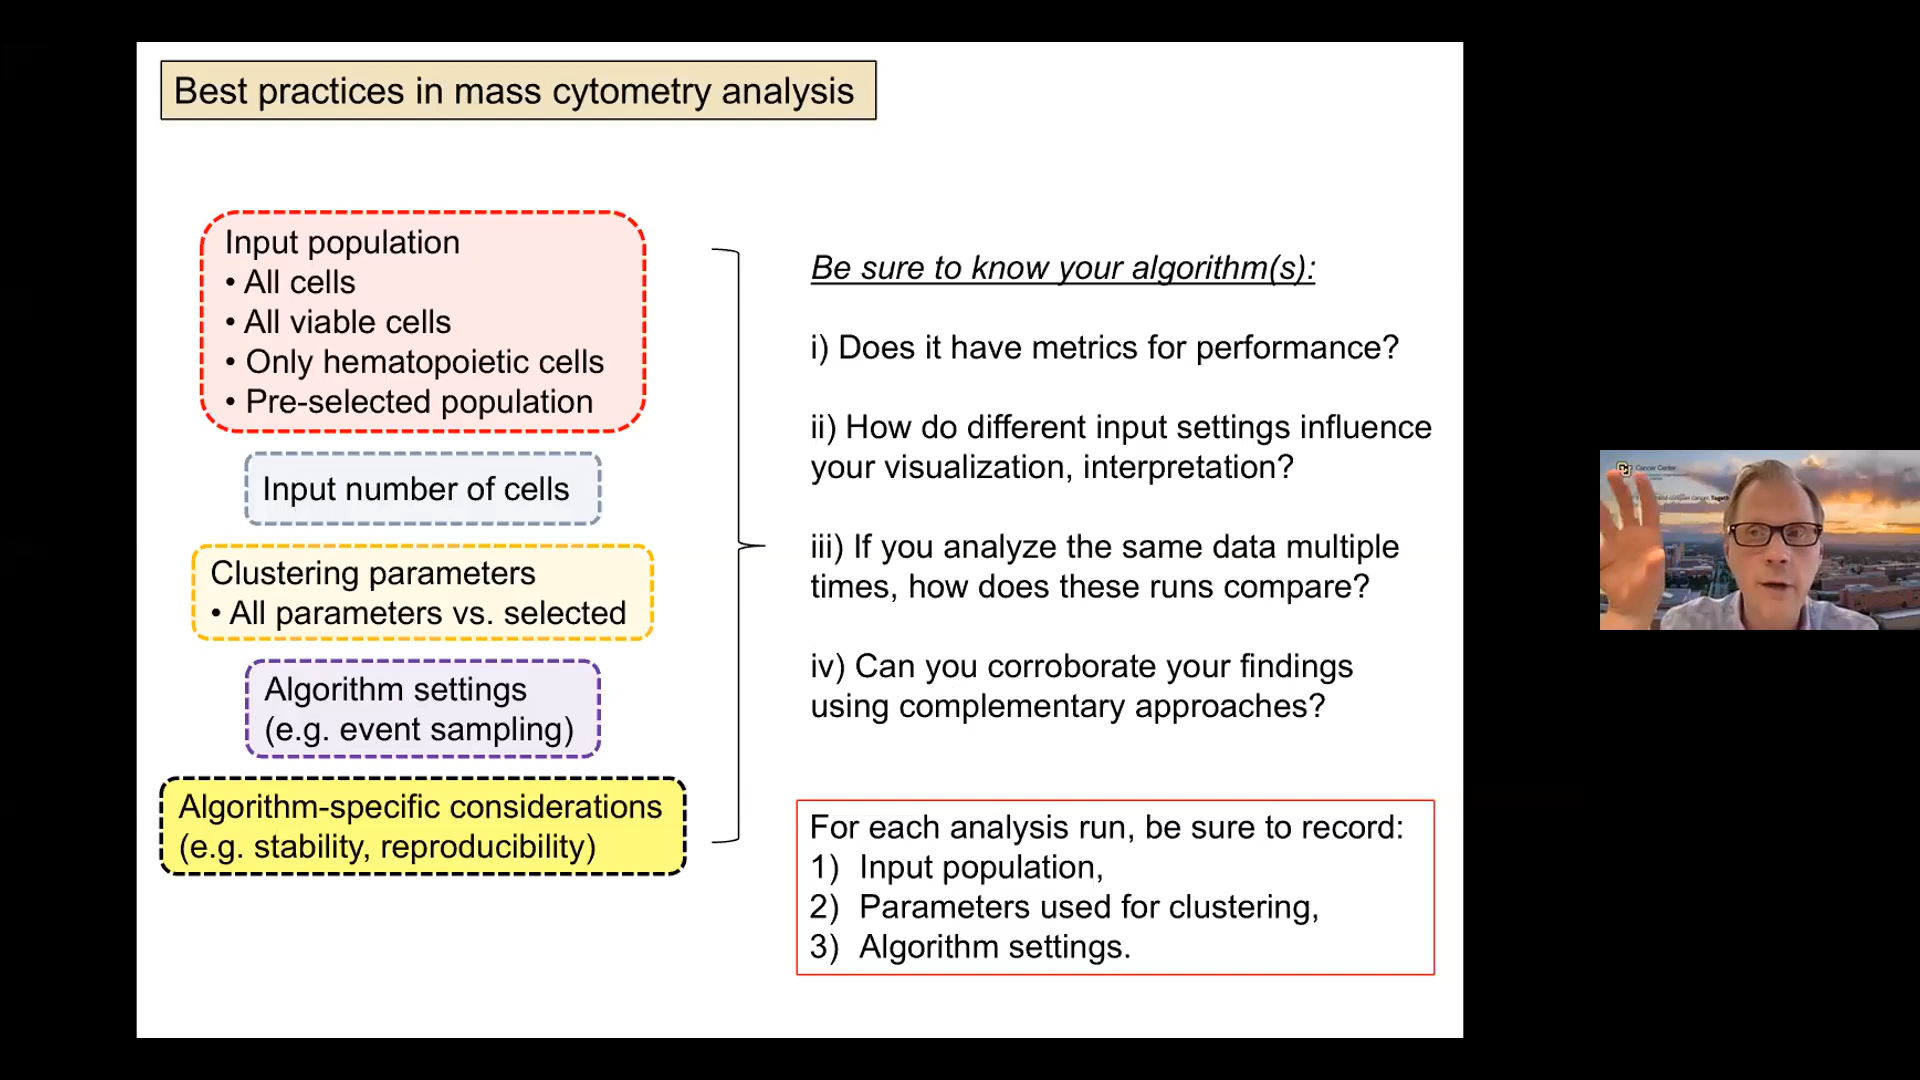 Best practices in mass cytometry analysis
Input population
• All cells
• All viable cells
• Only hematopoietic cells
• Pre-selected population
Input number of cells
Clustering parameters
• All parameters vs. selected
Algorithm settings
(e.g. event sampling)
Algorithm-specific considerations
(e.g. stability, reproducibility)
Be sure to know your algorithm(s):
i) Does it have metrics for performance?
ii) How do different input settings influence
your visualization, interpretation?
iii) If you analyze the same data multiple
times, how does these runs compare?
iv) Can you corroborate your findings
using complementary approaches?
For each analysis run, be sure to record:
1) Input population,
2) Parameters used for clustering,
3) Algorithm settings.
Cancer Center